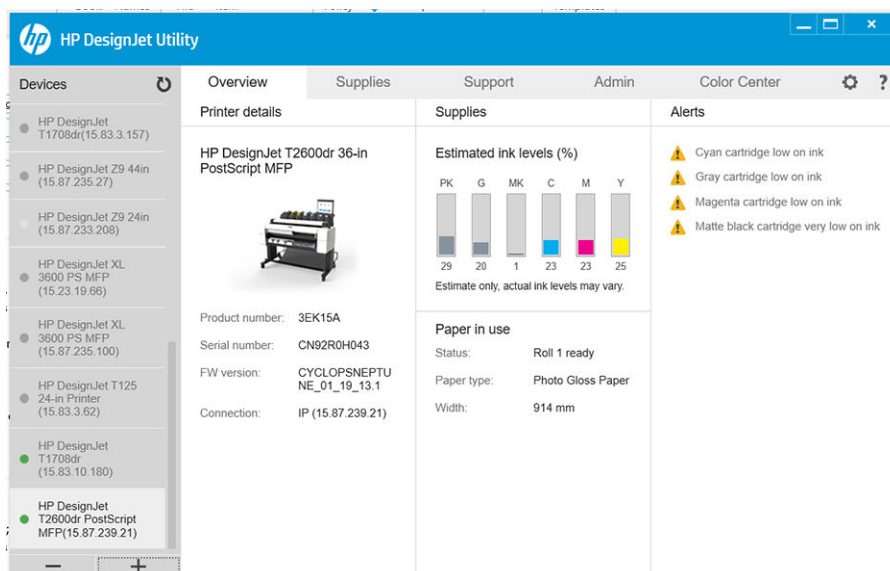 hp HP DesignJet Utility
Devices
HP DesignJet
T1708dr(15.83.3.157)
HP DesignJet Z9 44in
(15.87.235.27)
HP DesignJet Z9 24in
(15.87.233.208)
HP DesignJet XL
3600 PS MFP
(15.23.19.66)
HP DesignJet XL
3600 PS MFP
(15.87.235.100)
HP DesignJet T125
24-in Printer
(15.83.3.62)
HP DesignJet
T1708dr
(15.83.10.180)
HP DesignJet
T2600dr PostScript
MFP(15.87.239.21)
Overview Supplies Support Admin Color Center ?
Printer details
HP DesignJet T2600dr 36-in
PostScript MFP
Product number: 3EK15A
Serial number: CN92R0H043
FW version: CYCLOPSNEPTU
NE_01_19_13.1
Connection: IP (15.87.239.21)
Supplies
Estimated ink levels (%)
PK G MK C M Y
29 20 1 23 23 25
Estimate only, actual ink levels may vary.
Paper in use
Status: Roll 1 ready
Paper type: Photo Gloss Paper
Width: 914 mm
Alerts
Cyan cartridge low on ink
Gray cartridge low on ink
Magenta cartridge low on ink
Matte black cartridge very low on ink